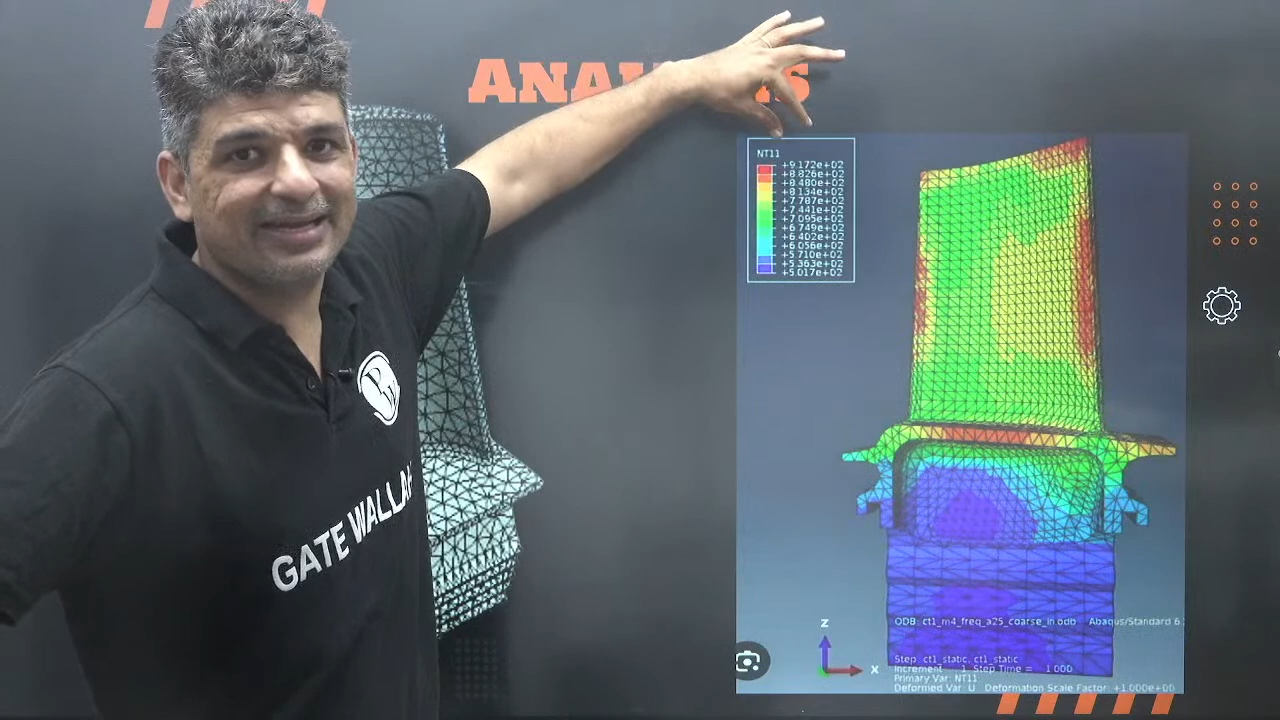 NT11
+9.172e+02
+8.826e+02
+8.480e+02
+8.134e+02
+7.787e+02
+7.441e+02
+7.095e+02
+6.749e+02
+6.402e+02
+6.056e+02
+5.710e+02
+5.363e+02
+5.017e+02
GATE WALLAH
ODB: ct1_m4_freq_a25_coarse_in.odb Abaqus/Standard 6
Z
X
Step: ct1_static, ct1_static
Increment 1: Step Time = 1.000
Primary Var: NT11
Deformed Var: U Deformation Scale Factor: +1.000e+00